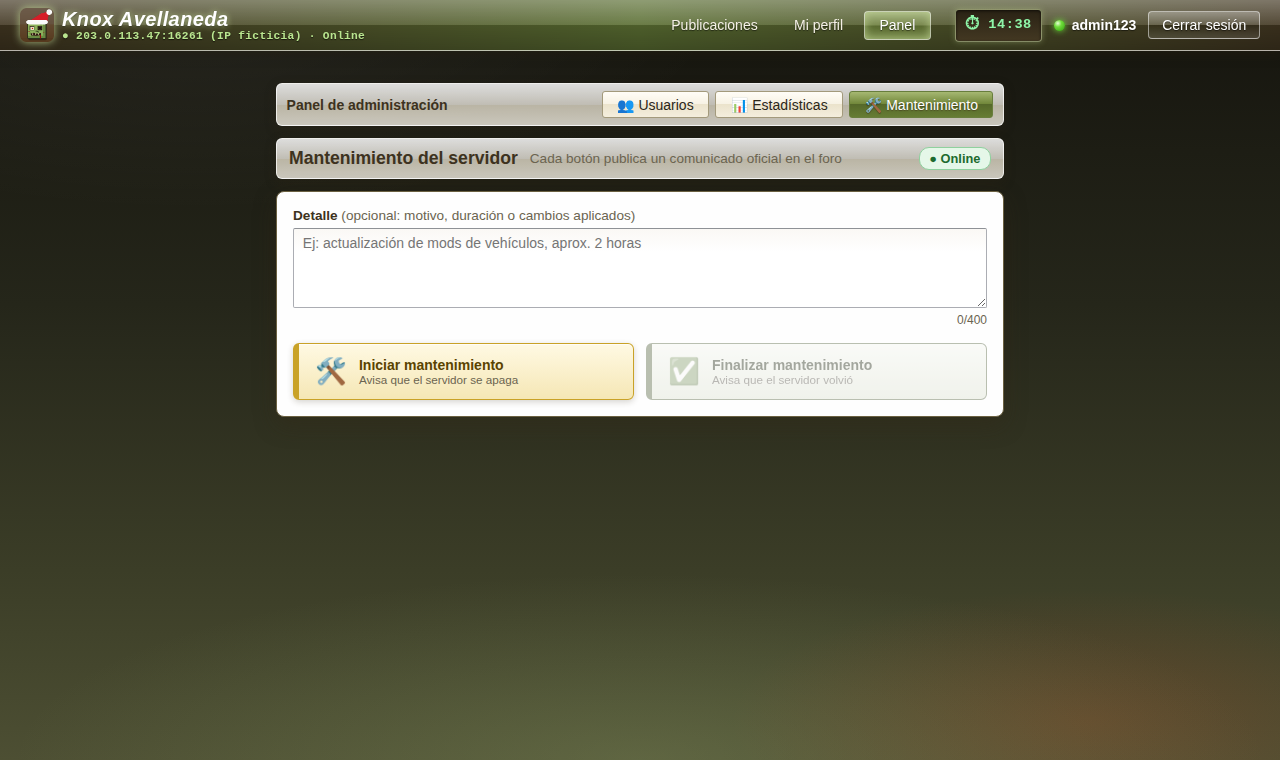 Knox Avellaneda
● 203.0.113.47:16261 (IP ficticia) · Online
Publicaciones
Mi perfil
Panel
14:38
admin123
Cerrar sesión
Panel de administración
Usuarios
Estadísticas
Mantenimiento
Mantenimiento del servidor
Cada botón publica un comunicado oficial en el foro
● Online
Detalle (opcional: motivo, duración o cambios aplicados)
Ej: actualización de mods de vehículos, aprox. 2 horas
0/400
Iniciar mantenimiento
Avisa que el servidor se apaga
Finalizar mantenimiento
Avisa que el servidor volvió